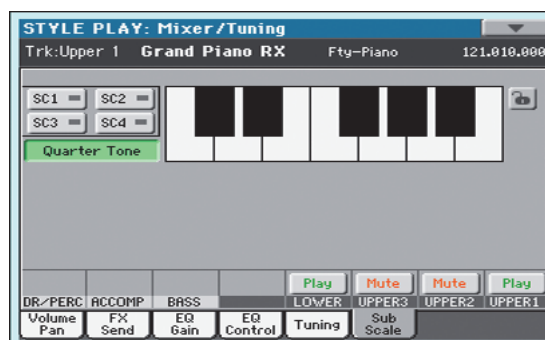 STYLE PLAY: Mixer/Tuning
Trk:Upper 1 Grand Piano RX Fty-Piano 121.010.000
SC1 SC2
SC3 SC4
Quarter Tone
Play Mute Mute Play
DR/PERC ACCOMP BASS LOWER UPPER3 UPPER2 UPPER1
Volume Pan FX Send EQ Gain EQ Control Tuning Sub Scale